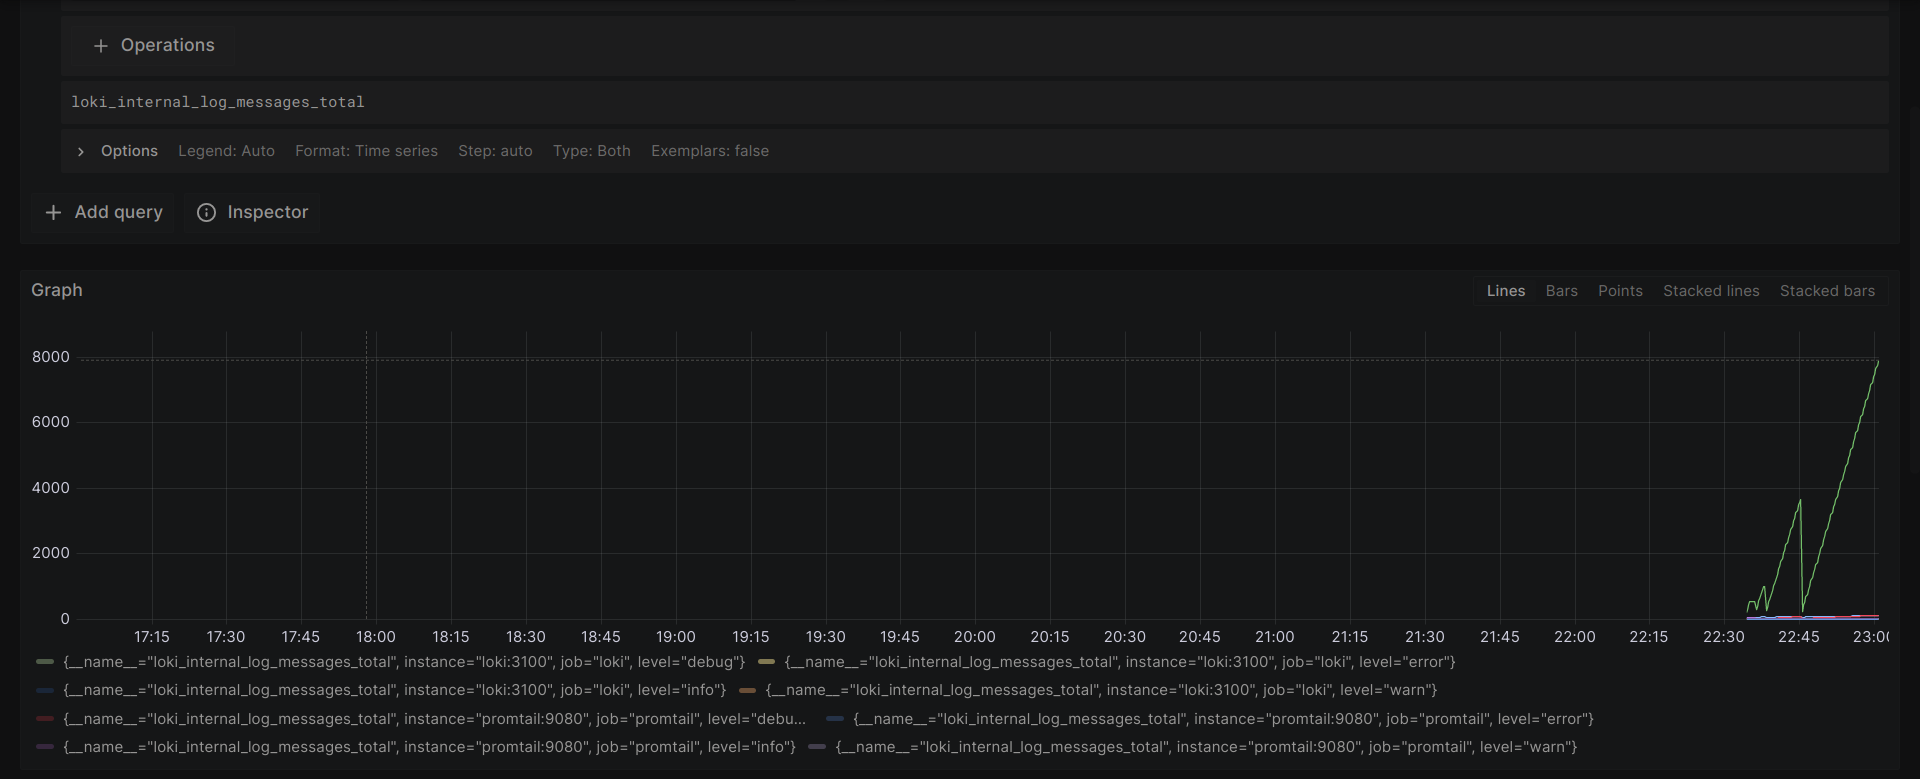 + Operations
loki_internal_log_messages_total
> Options Legend: Auto Format: Time series Step: auto Type: Both Exemplars: false
+ Add query Inspector
Graph Lines Bars Points Stacked lines Stacked bars
8000
6000
4000
2000
0
17:15 17:30 17:45 18:00 18:15 18:30 18:45 19:00 19:15 19:30 19:45 20:00 20:15 20:30 20:45 21:00 21:15 21:30 21:45 22:00 22:15 22:30 22:45 23:00
{__name__="loki_internal_log_messages_total", instance="loki:3100", job="loki", level="debug"} {__name__="loki_internal_log_messages_total", instance="loki:3100", job="loki", level="error"}
{__name__="loki_internal_log_messages_total", instance="loki:3100", job="loki", level="info"} {__name__="loki_internal_log_messages_total", instance="loki:3100", job="loki", level="warn"}
{__name__="loki_internal_log_messages_total", instance="promtail:9080", job="promtail", level="debu... {__name__="loki_internal_log_messages_total", instance="promtail:9080", job="promtail", level="error"}
{__name__="loki_internal_log_messages_total", instance="promtail:9080", job="promtail", level="info"} {__name__="loki_internal_log_messages_total", instance="promtail:9080", job="promtail", level="warn"}